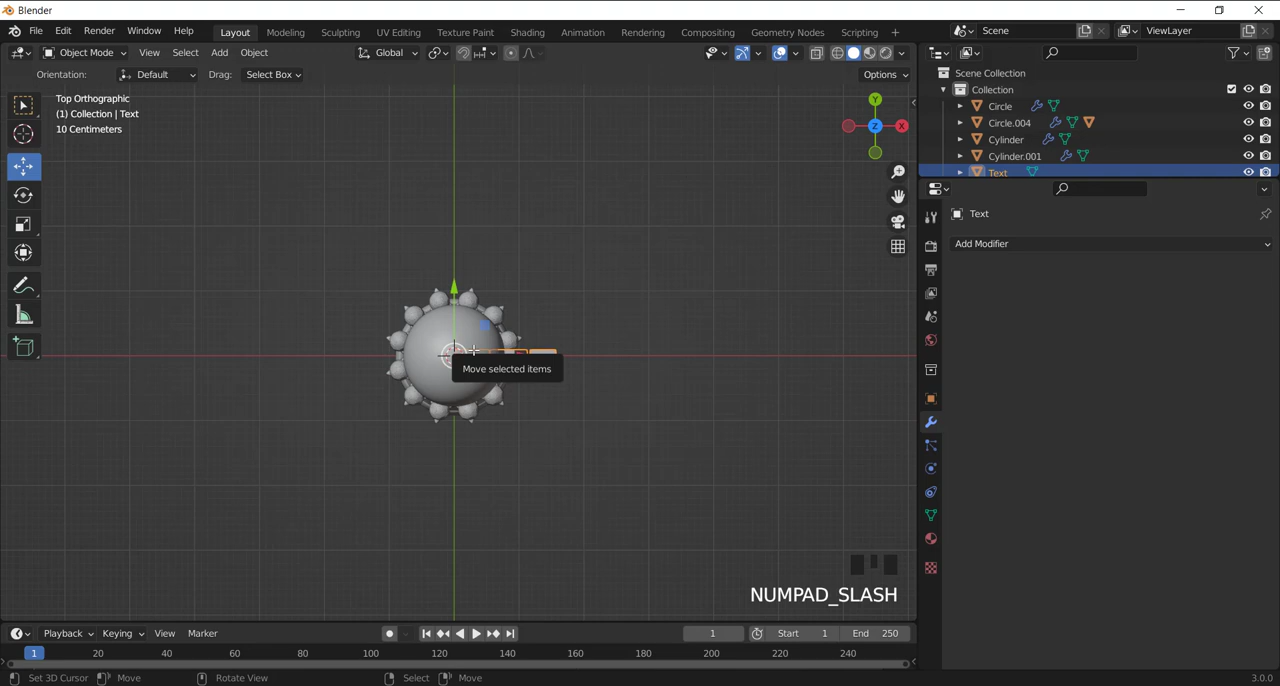 Blender
File Edit Render Window Help Layout Modeling Sculpting UV Editing Texture Paint Shading Animation Rendering Compositing Geometry Nodes Scripting Scene ViewLayer
Object Mode View Select Add Object Global
Orientation: Default Drag: Select Box Options
Top Orthographic
(1) Collection | Text
10 Centimeters
Y
X
Z
Move selected items
NUMPAD_SLASH
Scene Collection
Collection
Circle
Circle.004
Cylinder
Cylinder.001
Text
Text
Add Modifier
Playback Keying View Marker 1 Start 1 End 250
1 20 40 60 80 100 120 140 160 180 200 220 240
Set 3D Cursor Move Rotate View Select Move 3.0.0